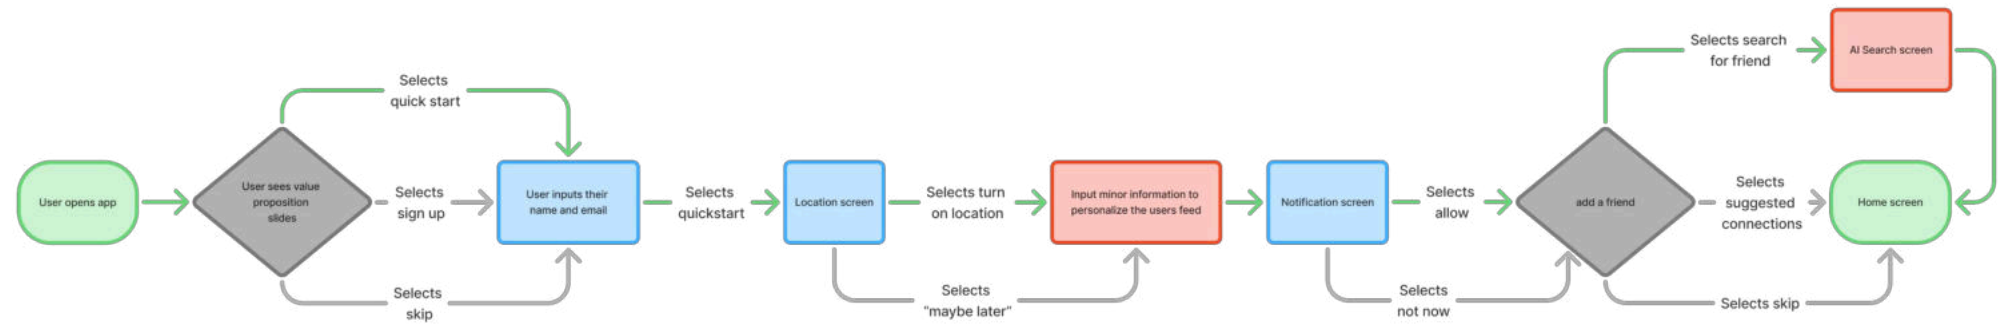 User opens app
User sees value
proposition
slides
Selects
quick start
Selects
sign up
Selects
skip
User inputs their
name and email
Selects
quickstart
Location screen
Selects turn
on location
Selects
"maybe later"
Input minor information to
personalize the users feed
Notification screen
Selects
allow
Selects
not now
add a friend
Selects search
for friend
AI Search screen
Selects
suggested
connections
Selects skip
Home screen